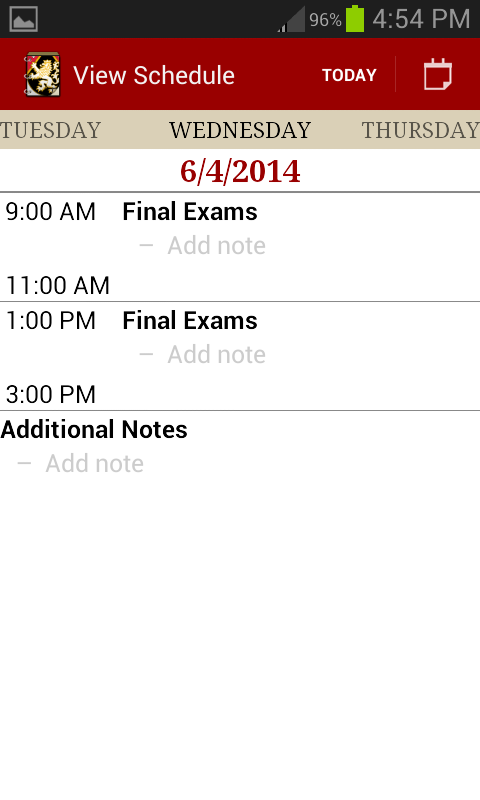 96% 4:54 PM
View Schedule TODAY
TUESDAY WEDNESDAY THURSDAY
6/4/2014
9:00 AM Final Exams
– Add note
11:00 AM
1:00 PM Final Exams
– Add note
3:00 PM
Additional Notes
– Add note